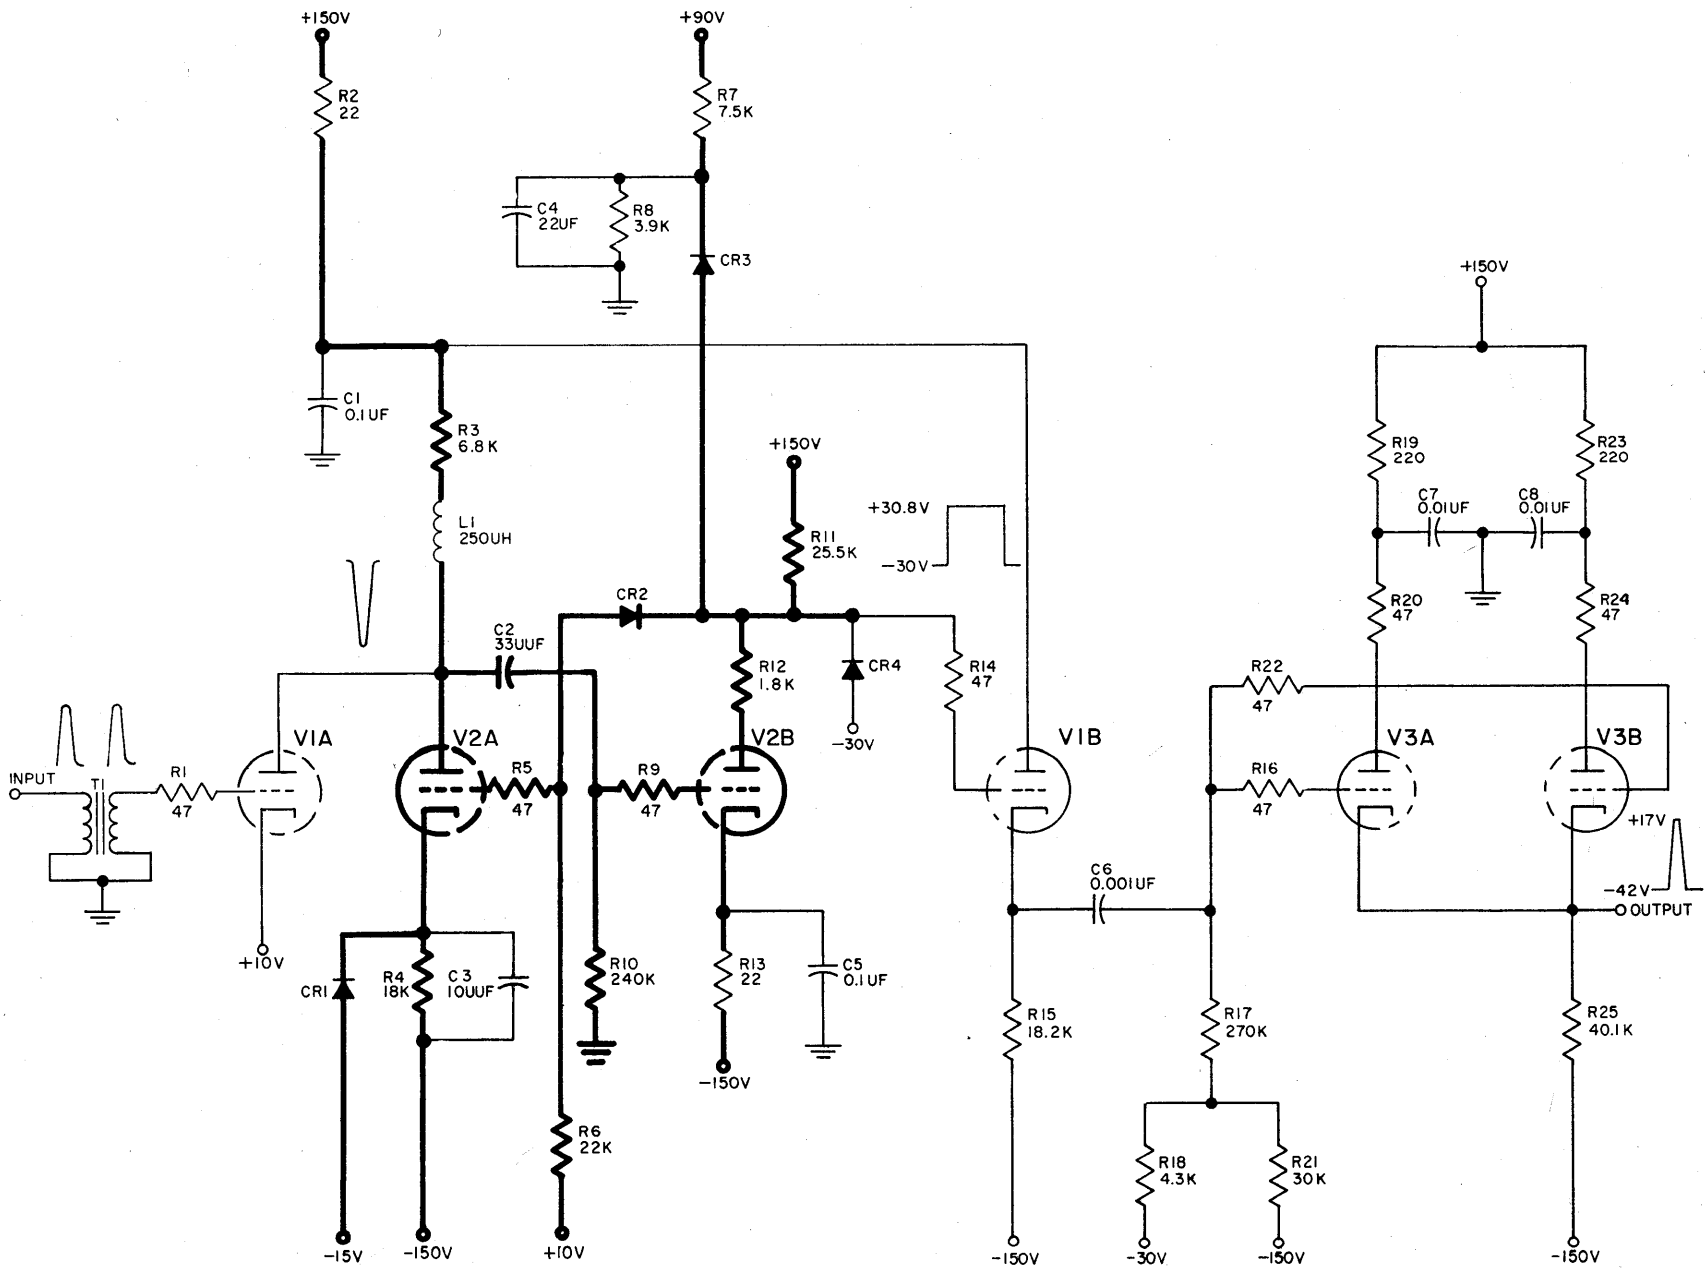 +150V
+90V
R2
22
R7
7.5K
C4
22UF
R8
3.9K
CR3
+150V
C1
0.1UF
R3
6.8K
+150V
R19
220
R23
220
L1
250UH
R11
25.5K
+30.8V
-30V
C7
0.01UF
C8
0.01UF
CR2
R20
47
R24
47
C2
33UUF
R12
1.8K
CR4
R14
47
R22
47
-30V
V1A
V2A
V2B
V1B
V3A
V3B
INPUT
T1
R1
47
R5
47
R9
47
R16
47
+17V
-42V
OUTPUT
C6
0.001UF
+10V
CR1
R4
18K
C3
10UUF
R10
240K
R13
22
C5
0.1UF
R15
18.2K
R17
270K
R25
40.1K
-150V
R6
22K
R18
4.3K
R21
30K
-15V
-150V
+10V
-150V
-30V
-150V
-150V